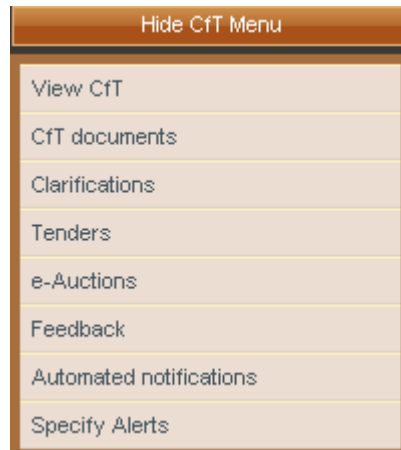 Hide CfT Menu
View CfT
CfT documents
Clarifications
Tenders
e-Auctions
Feedback
Automated notifications
Specify Alerts